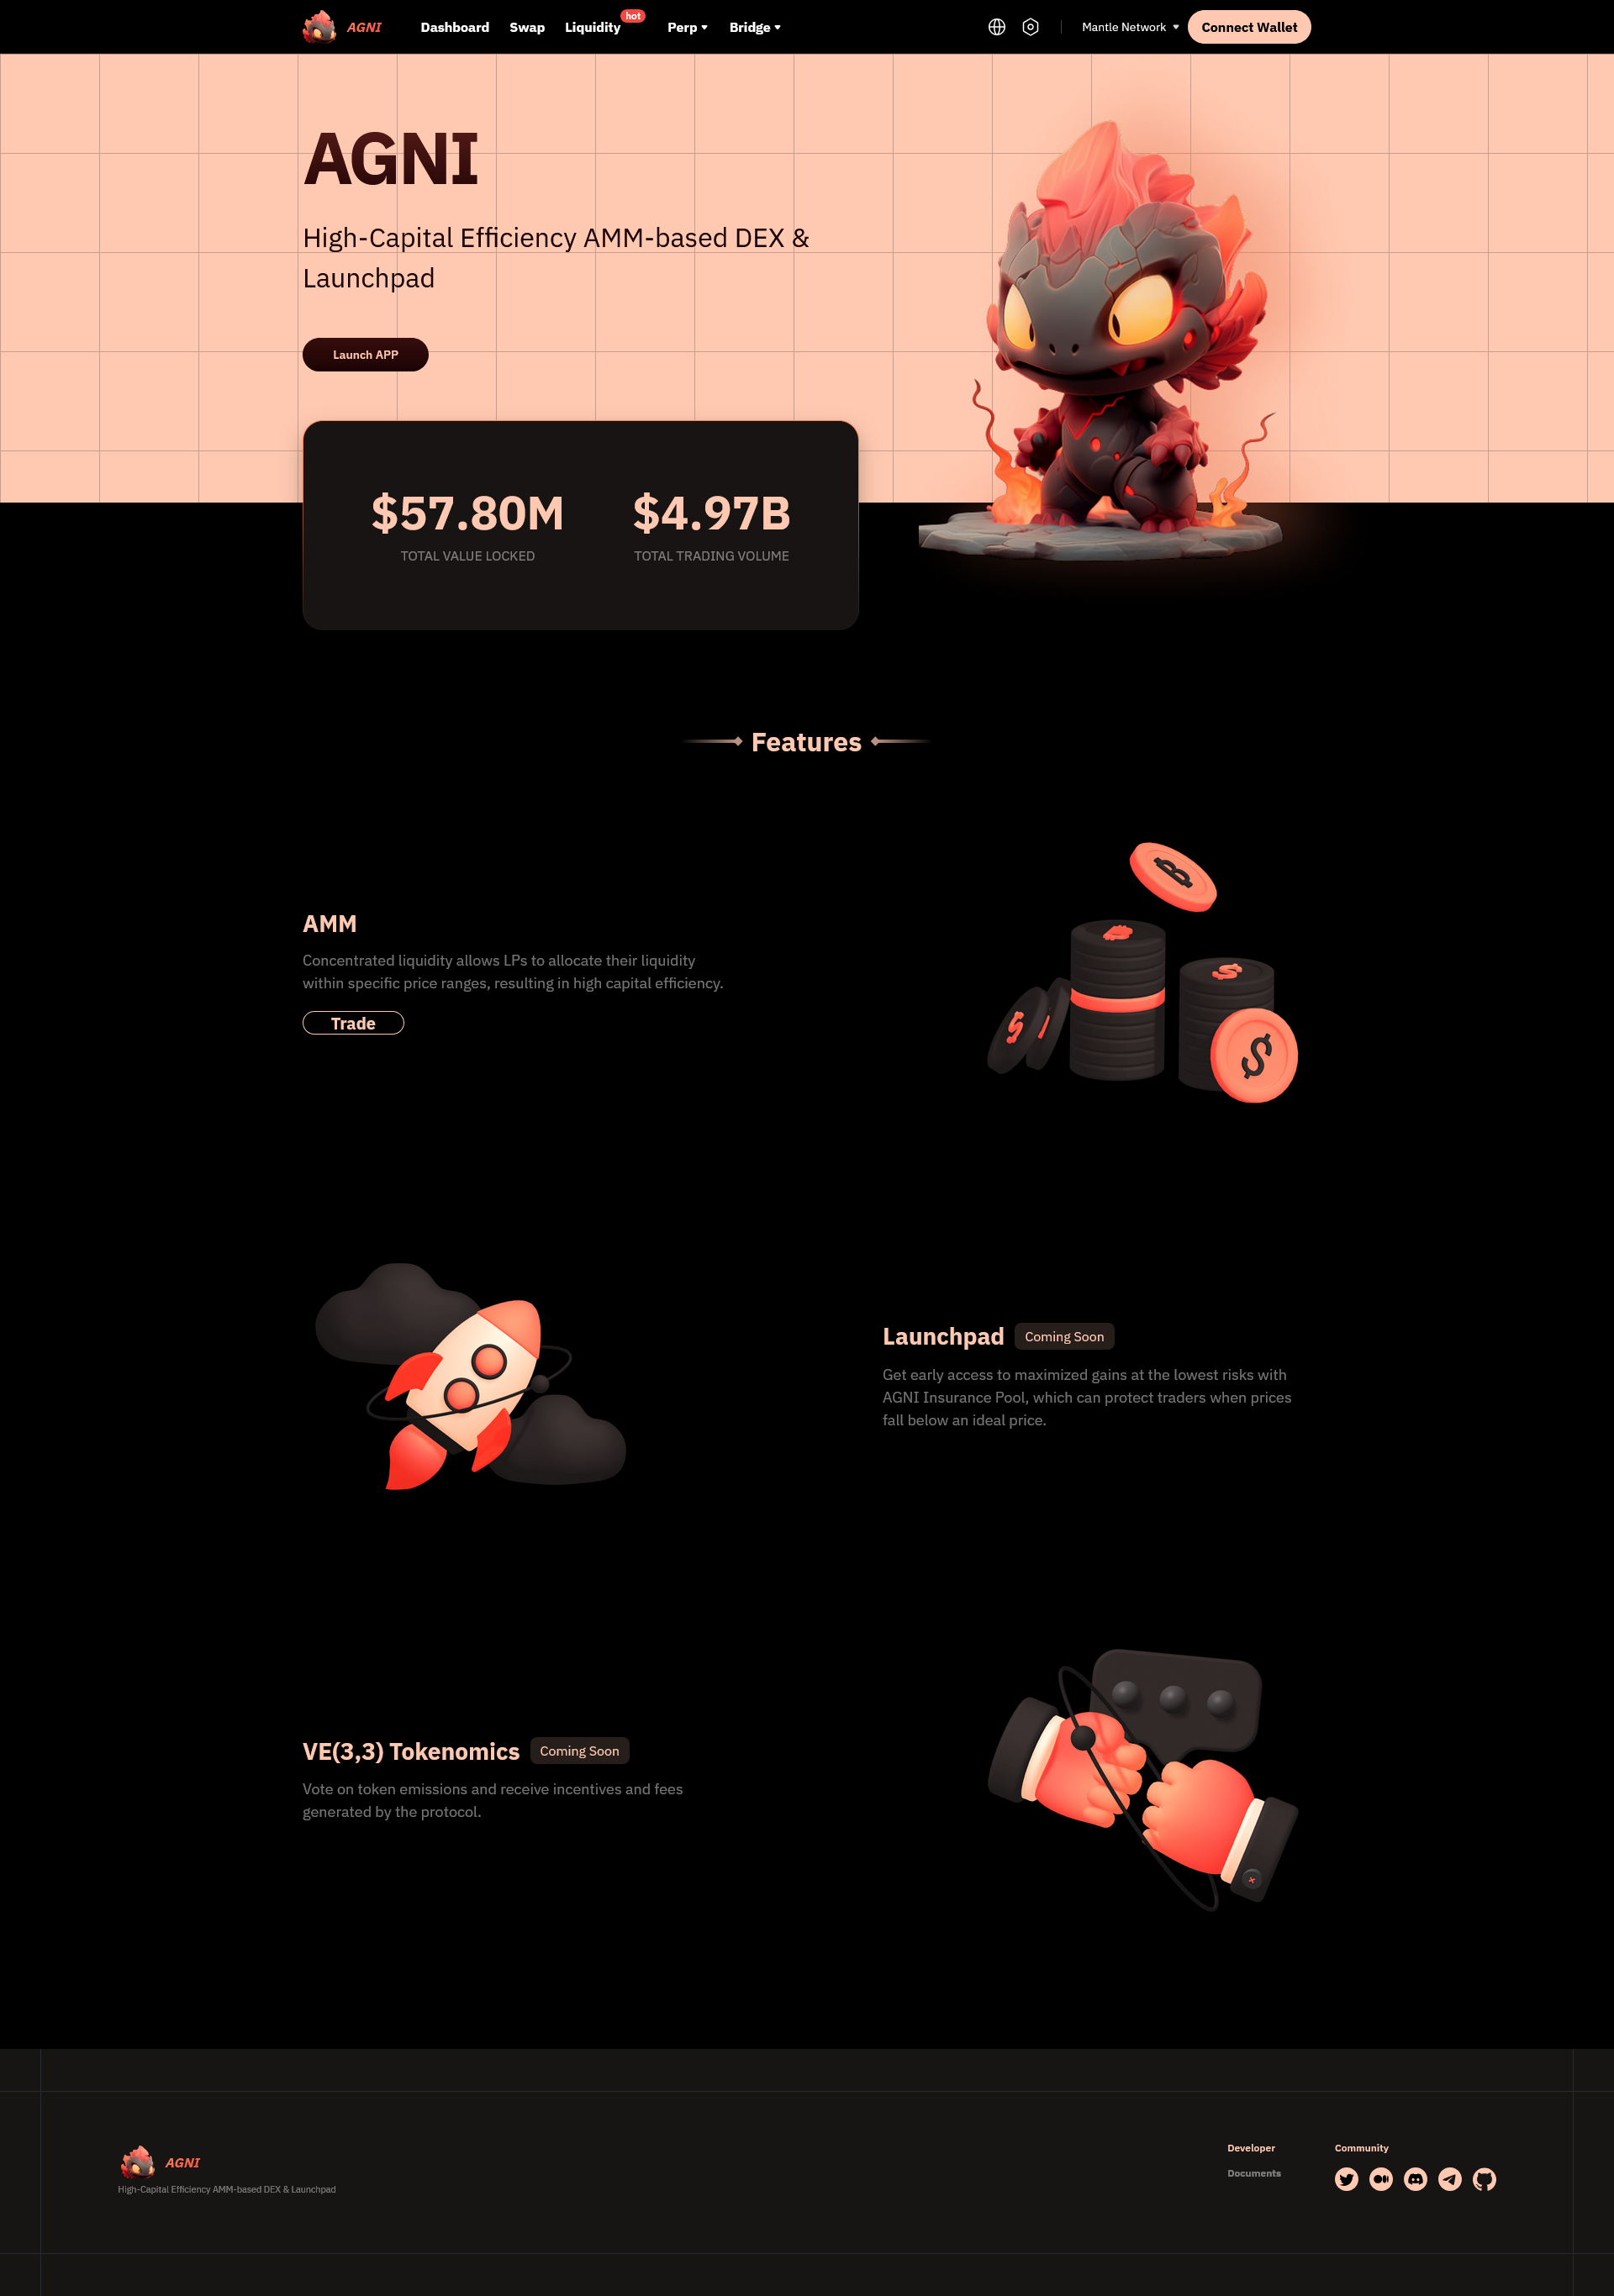 AGNI
Dashboard
Swap
Liquidity
hot
Perp
Bridge
Mantle Network
Connect Wallet
AGNI
High-Capital Efficiency AMM-based DEX &
Launchpad
Launch APP
$57.80M
TOTAL VALUE LOCKED
$4.97B
TOTAL TRADING VOLUME
Features
AMM
Concentrated liquidity allows LPs to allocate their liquidity
within specific price ranges, resulting in high capital efficiency.
Trade
Launchpad
Coming Soon
Get early access to maximized gains at the lowest risks with
AGNI Insurance Pool, which can protect traders when prices
fall below an ideal price.
VE(3,3) Tokenomics
Coming Soon
Vote on token emissions and receive incentives and fees
generated by the protocol.
AGNI
High-Capital Efficiency AMM-based DEX & Launchpad
Developer
Documents
Community